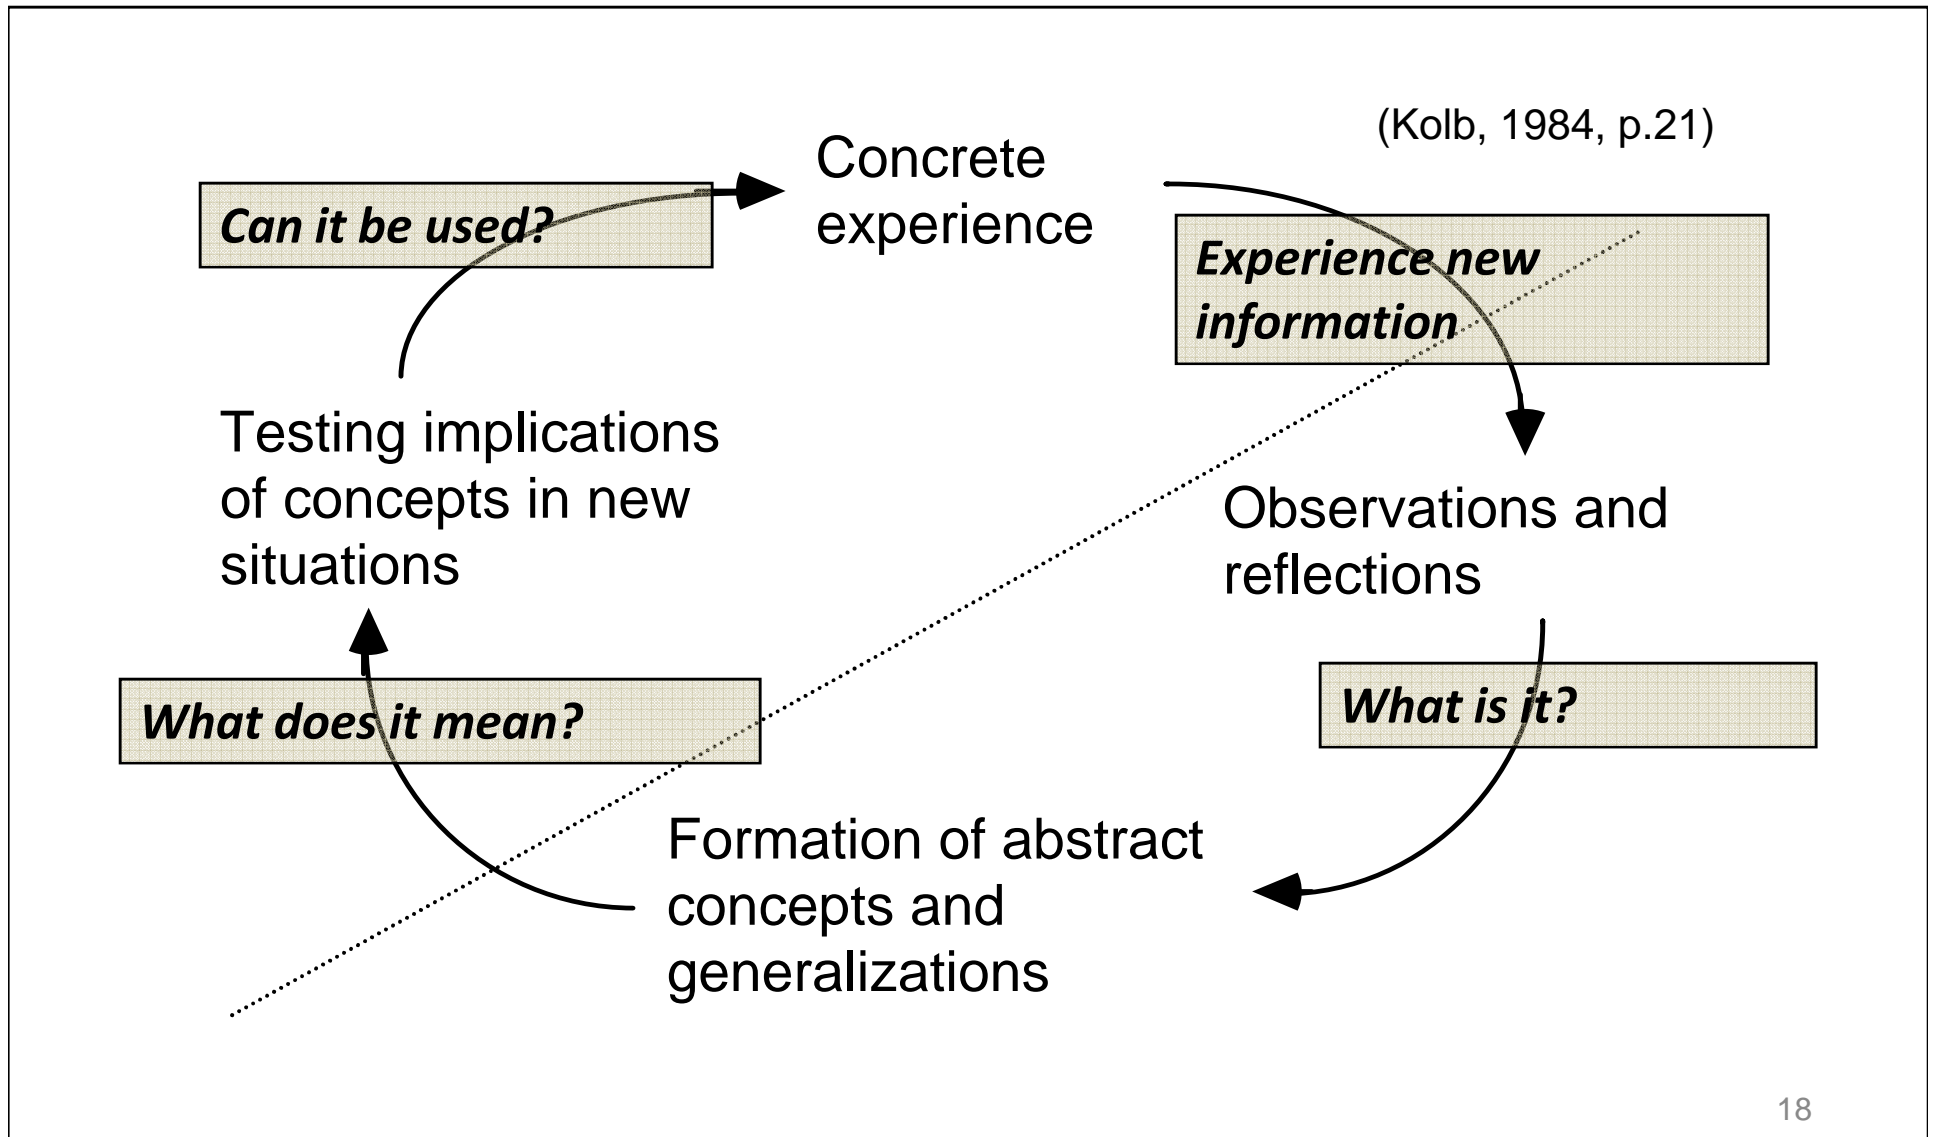 (Kolb, 1984, p.21)
Concrete
experience
Can it be used?
Experience new
information
Testing implications
of concepts in new
situations
Observations and
reflections
What does it mean?
What is it?
Formation of abstract
concepts and
generalizations
18